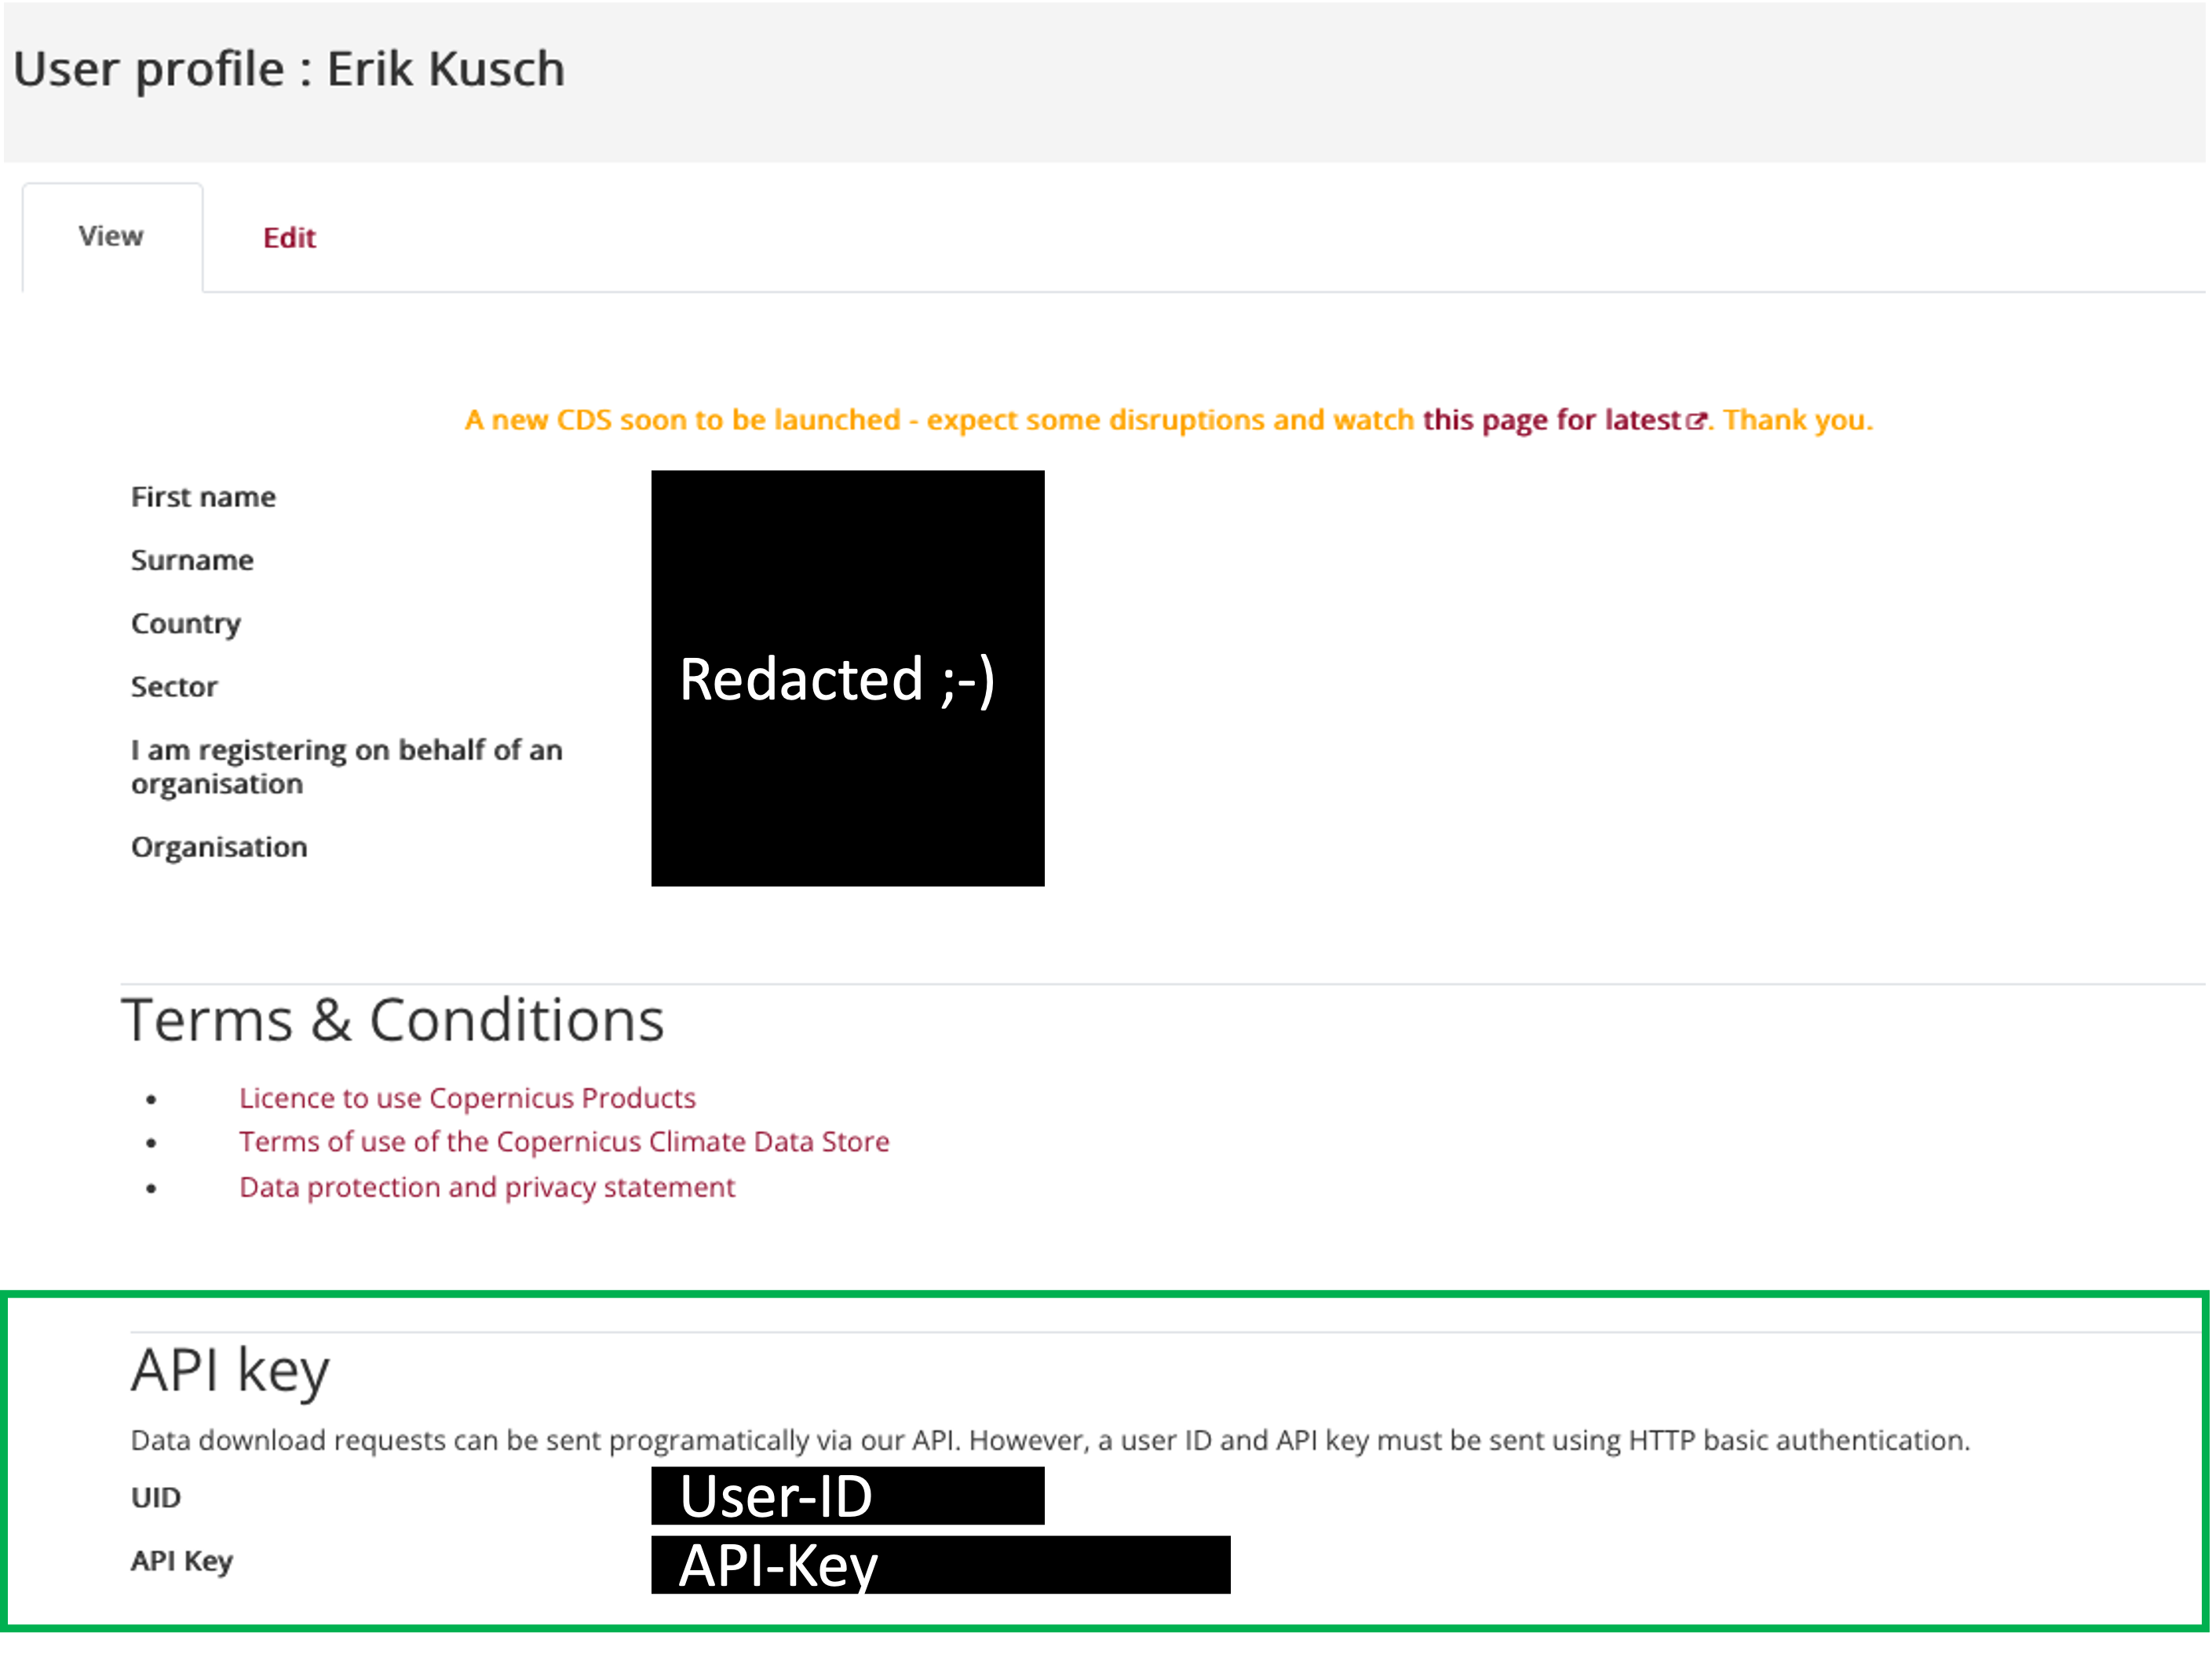 User profile : Erik Kusch
View
Edit
A new CDS soon to be launched - expect some disruptions and watch this page for latest. Thank you.
First name
Surname
Country
Sector
Redacted ;-)
I am registering on behalf of an
organisation
Organisation
Terms & Conditions
• Licence to use Copernicus Products
• Terms of use of the Copernicus Climate Data Store
• Data protection and privacy statement
API key
Data download requests can be sent programatically via our API. However, a user ID and API key must be sent using HTTP basic authentication.
UID User-ID
API Key API-Key